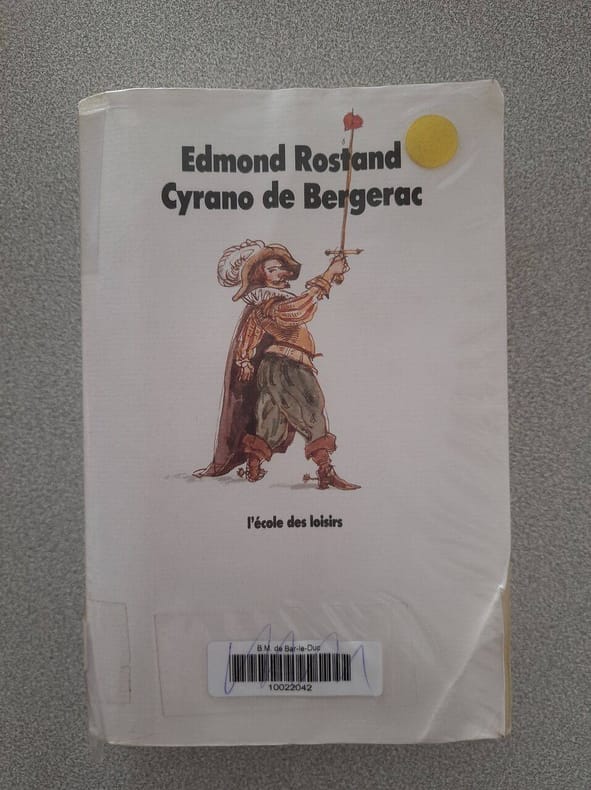 Edmond Rostand
Cyrano de Bergerac
l'école des loisirs
B.M. de Bar-le-Duc
10022042